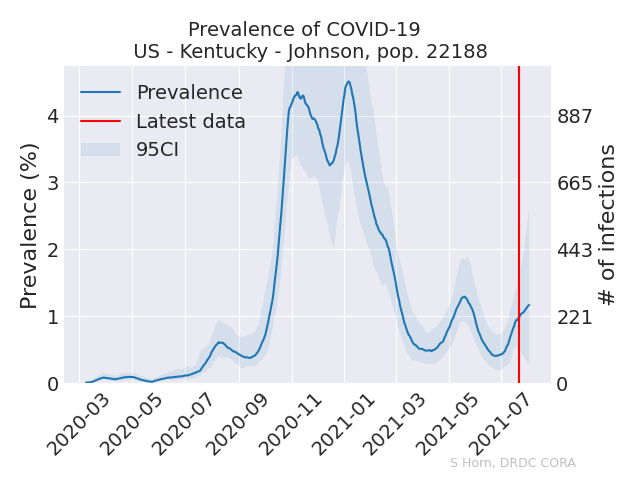 Prevalence of COVID-19
US - Kentucky - Johnson, pop. 22188
Prevalence
Latest data
95CI
Prevalence (%)
4
3
2
1
0
887
665
443
221
0
# of infections
2020-03
2020-05
2020-07
2020-09
2020-11
2021-01
2021-03
2021-05
2021-07
S Horn, DRDC CORA